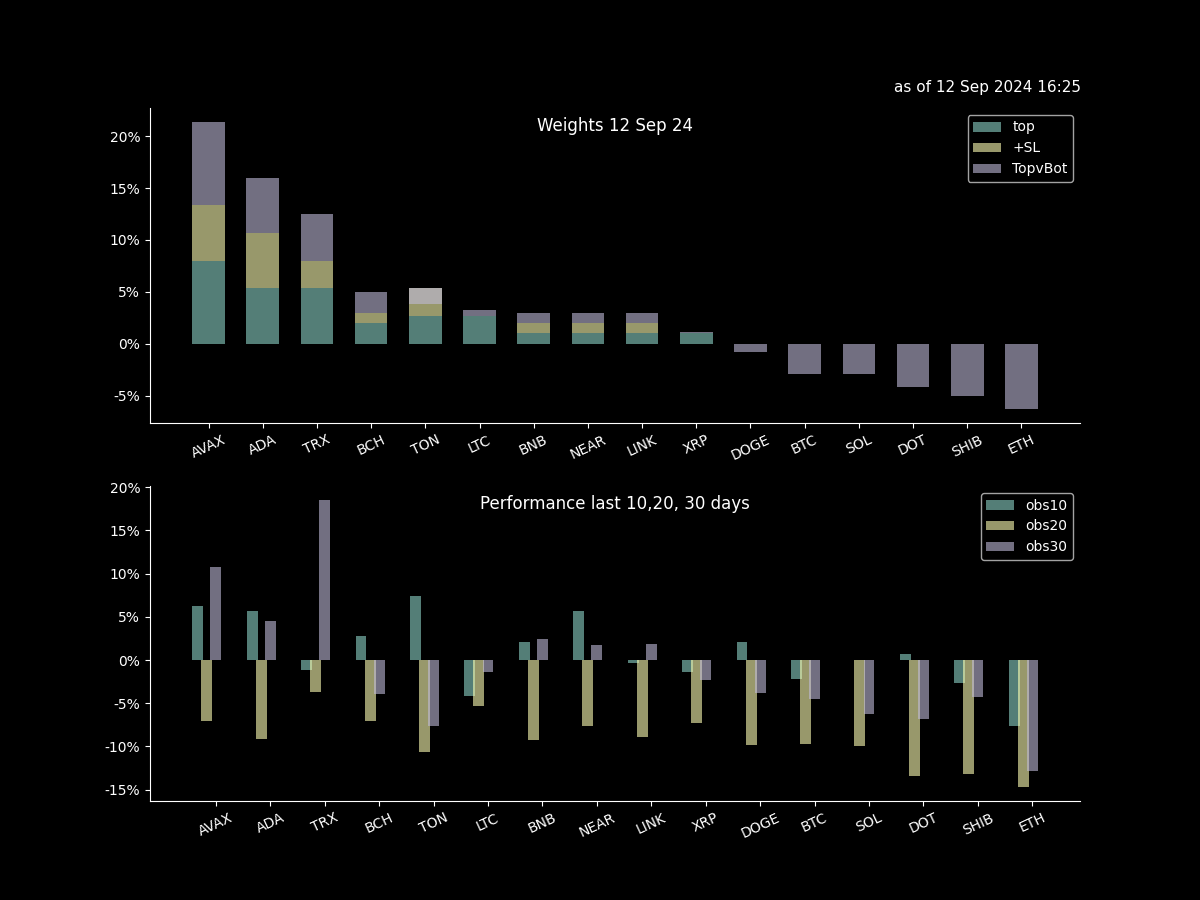 as of 12 Sep 2024 16:25
Weights 12 Sep 24
top
+SL
TopvBot
20%
15%
10%
5%
0%
-5%
AVAX ADA TRX BCH TON LTC BNB NEAR LINK XRP DOGE BTC SOL DOT SHIB ETH
Performance last 10,20, 30 days
obs10
obs20
obs30
20%
15%
10%
5%
0%
-5%
-10%
-15%
AVAX ADA TRX BCH TON LTC BNB NEAR LINK XRP DOGE BTC SOL DOT SHIB ETH